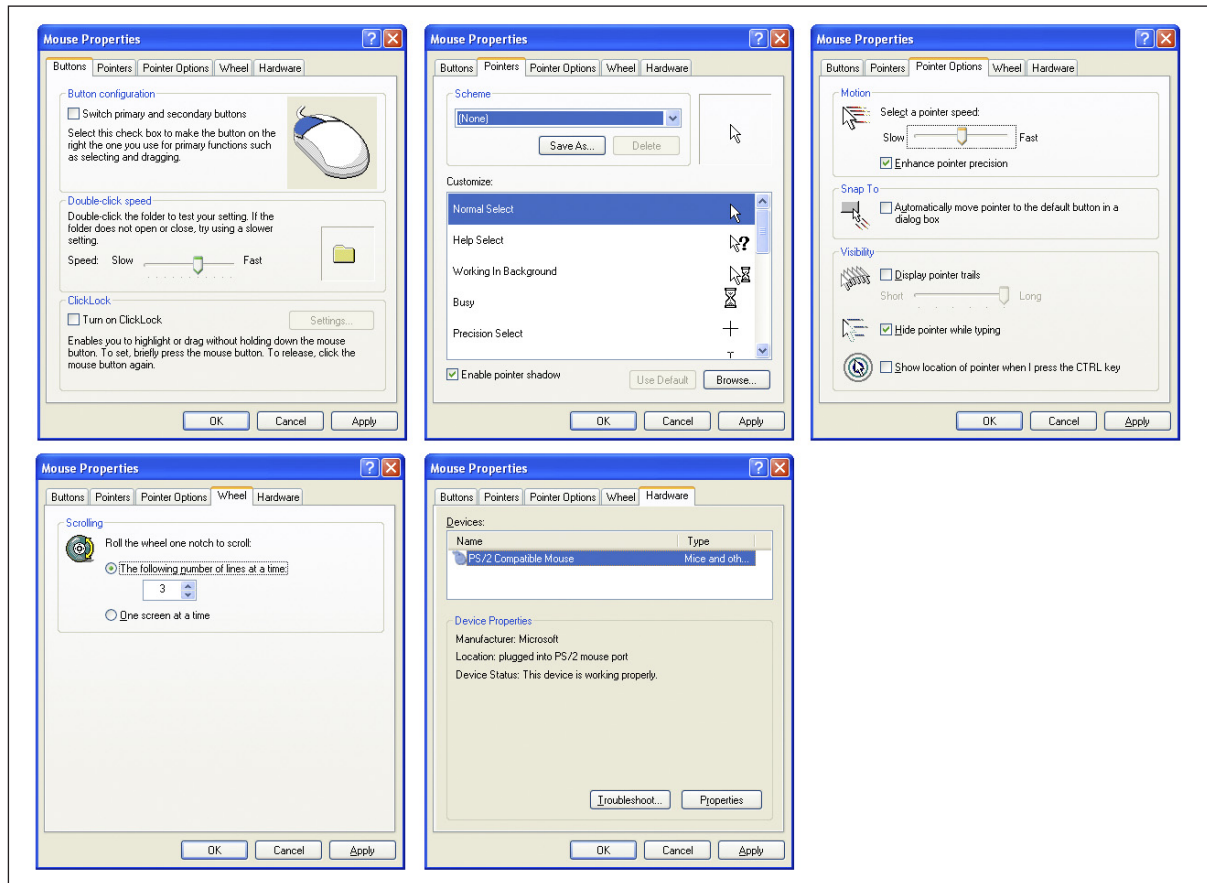 Mouse Properties
Buttons Pointers Pointer Options Wheel Hardware
Button configuration
Switch primary and secondary buttons
Select this check box to make the button on the
right the one you use for primary functions such
as selecting and dragging.
Double-click speed
Double-click the folder to test your setting. If the
folder does not open or close, try using a slower
setting.
Speed: Slow Fast
ClickLock
Turn on ClickLock Settings...
Enables you to highlight or drag without holding down the mouse
button. To set, briefly press the mouse button. To release, click the
mouse button again.
OK Cancel Apply
Mouse Properties
Buttons Pointers Pointer Options Wheel Hardware
Scheme
(None)
Save As... Delete
Customize:
Normal Select
Help Select
Working In Background
Busy
Precision Select
Enable pointer shadow Use Default Browse...
OK Cancel Apply
Mouse Properties
Buttons Pointers Pointer Options Wheel Hardware
Motion
Select a pointer speed:
Slow Fast
Enhance pointer precision
Snap To
Automatically move pointer to the default button in a
dialog box
Visibility
Display pointer trails
Short Long
Hide pointer while typing
Show location of pointer when I press the CTRL key
OK Cancel Apply
Mouse Properties
Buttons Pointers Pointer Options Wheel Hardware
Scrolling
Roll the wheel one notch to scroll:
The following number of lines at a time:
3
One screen at a time
OK Cancel Apply
Mouse Properties
Buttons Pointers Pointer Options Wheel Hardware
Devices:
Name Type
PS/2 Compatible Mouse Mice and oth...
Device Properties
Manufacturer: Microsoft
Location: plugged into PS/2 mouse port
Device Status: This device is working properly.
Troubleshoot... Properties
OK Cancel Apply